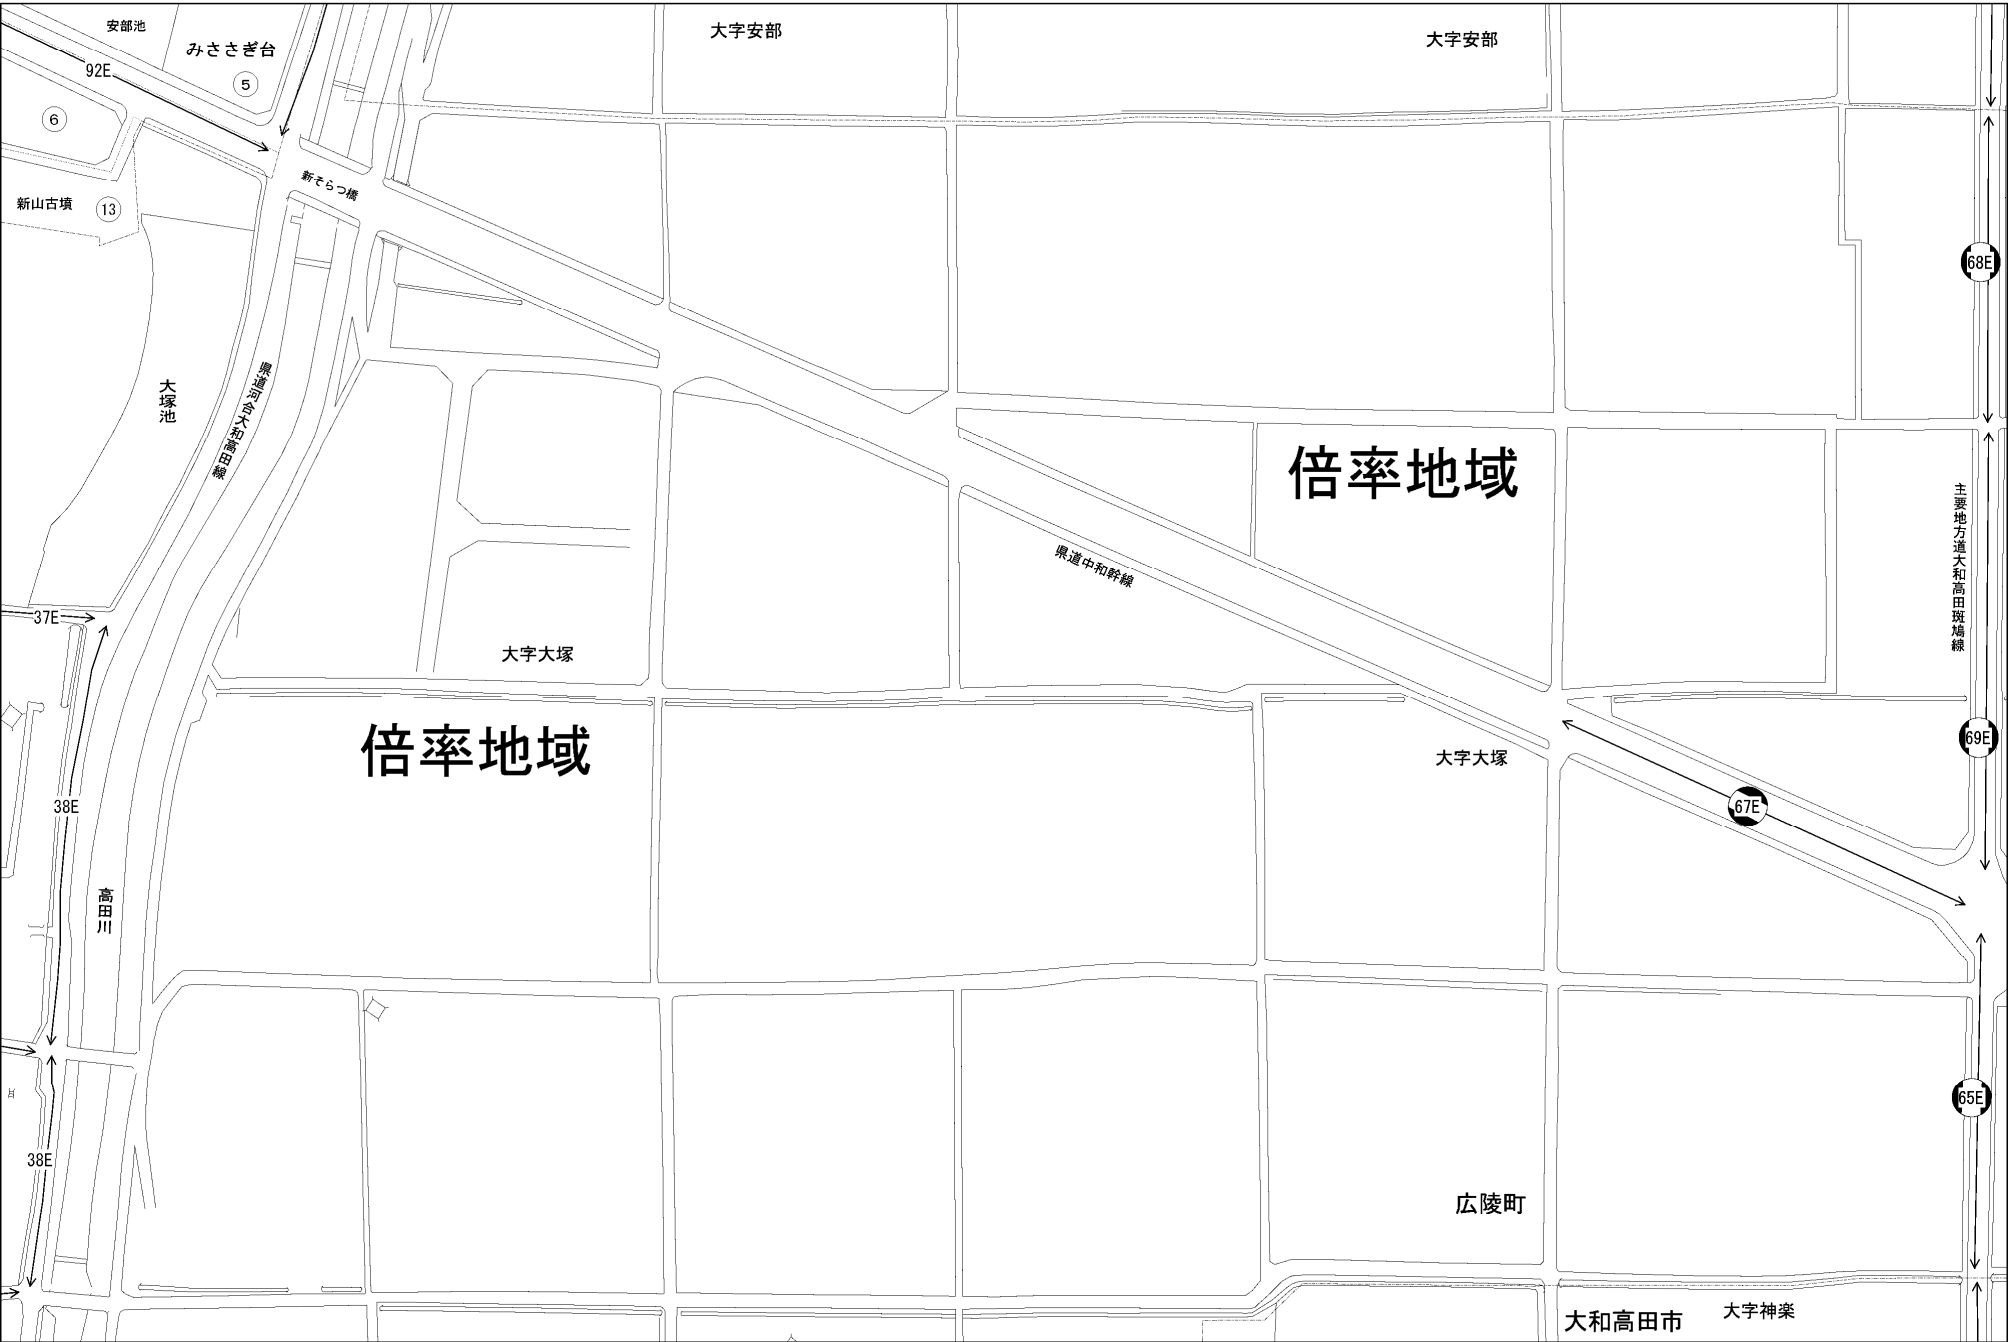 安部池
みささぎ台
5
大字安部
大字安部
92E
6
新そらつ橋
新山古墳
13
68E
県道河合大和高田線
大塚池
倍率地域
主要地方道大和高田斑鳩線
県道中和幹線
37E
大字大塚
倍率地域
大字大塚
69E
38E
67E
高田川
65E
38E
広陵町
大和高田市
大字神楽